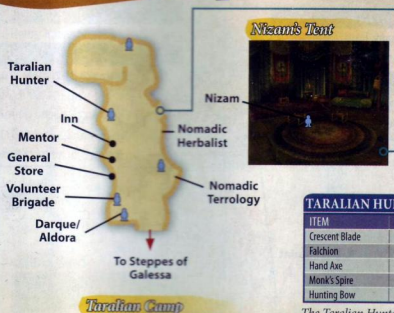 Nizam's Tent
Taralian
Hunter
Inn
Mentor
General
Store
Volunteer
Brigade
Darque/
Aldora
Nizam
Nomadic
Herbalist
Nomadic
Terrology
To Steppes of
Galessa
Taralian Camp
TARALIAN HU
ITEM
Crescent Blade
Falchion
Hand Axe
Monk's Spire
Hunting Bow
The Taralian Hunte